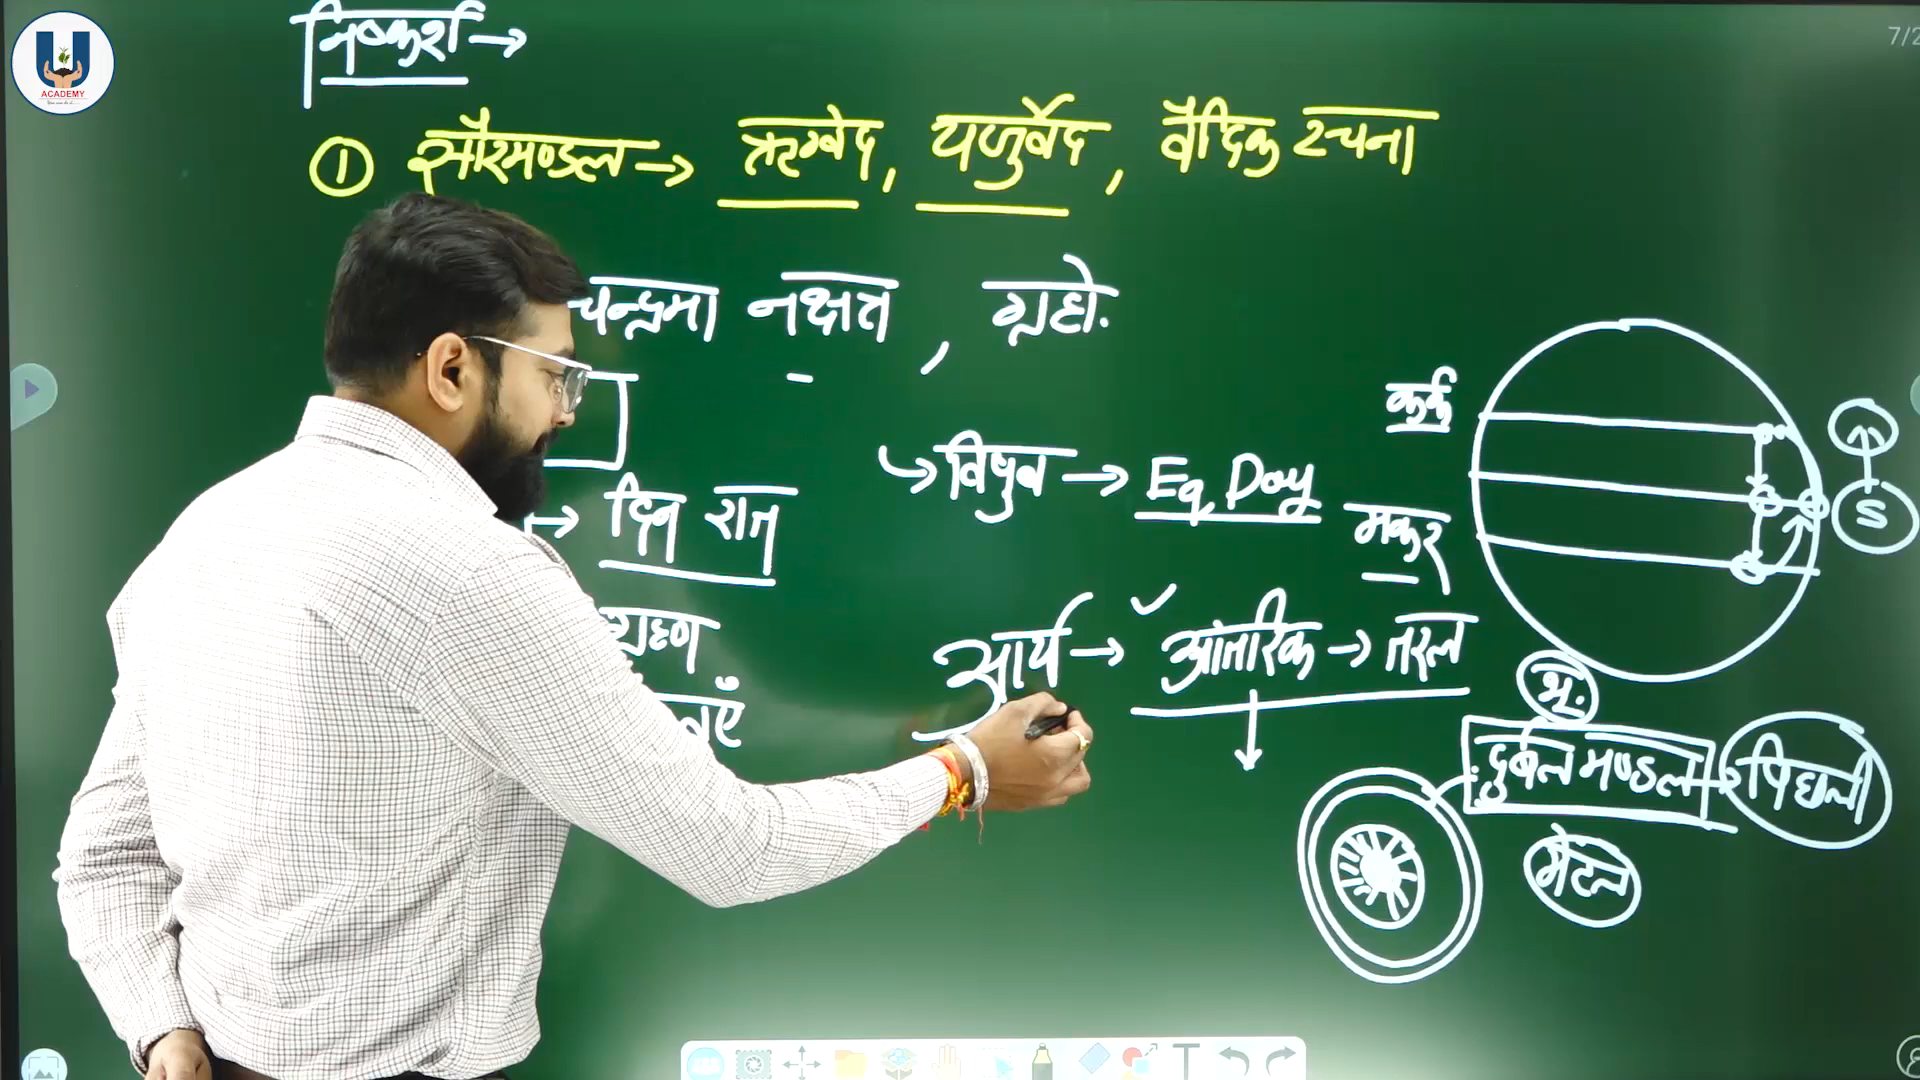 U
ACADEMY
निष्कर्श →
7/2
① सौरमण्डल → ऋग्वेद, यजुर्वेद, वैदिक रचना
चन्द्रमा नक्षत्र, ग्रहो.
कर्क
→ विषुव → Eq. Day
S
→ दिन रात
मकर
ग्रहण
आर्य → आंतरिक → तरल
भू.
दुर्बल मण्डल
पिघली
मेटल